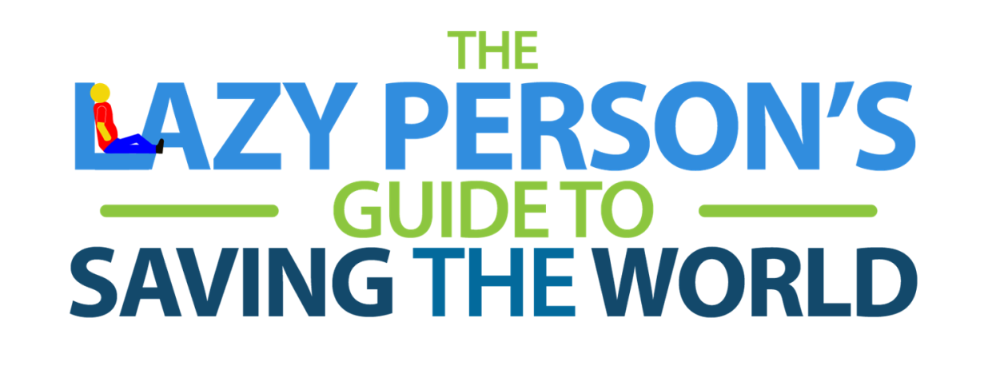 THE
LAZY PERSON'S
GUIDE TO
SAVING THE WORLD